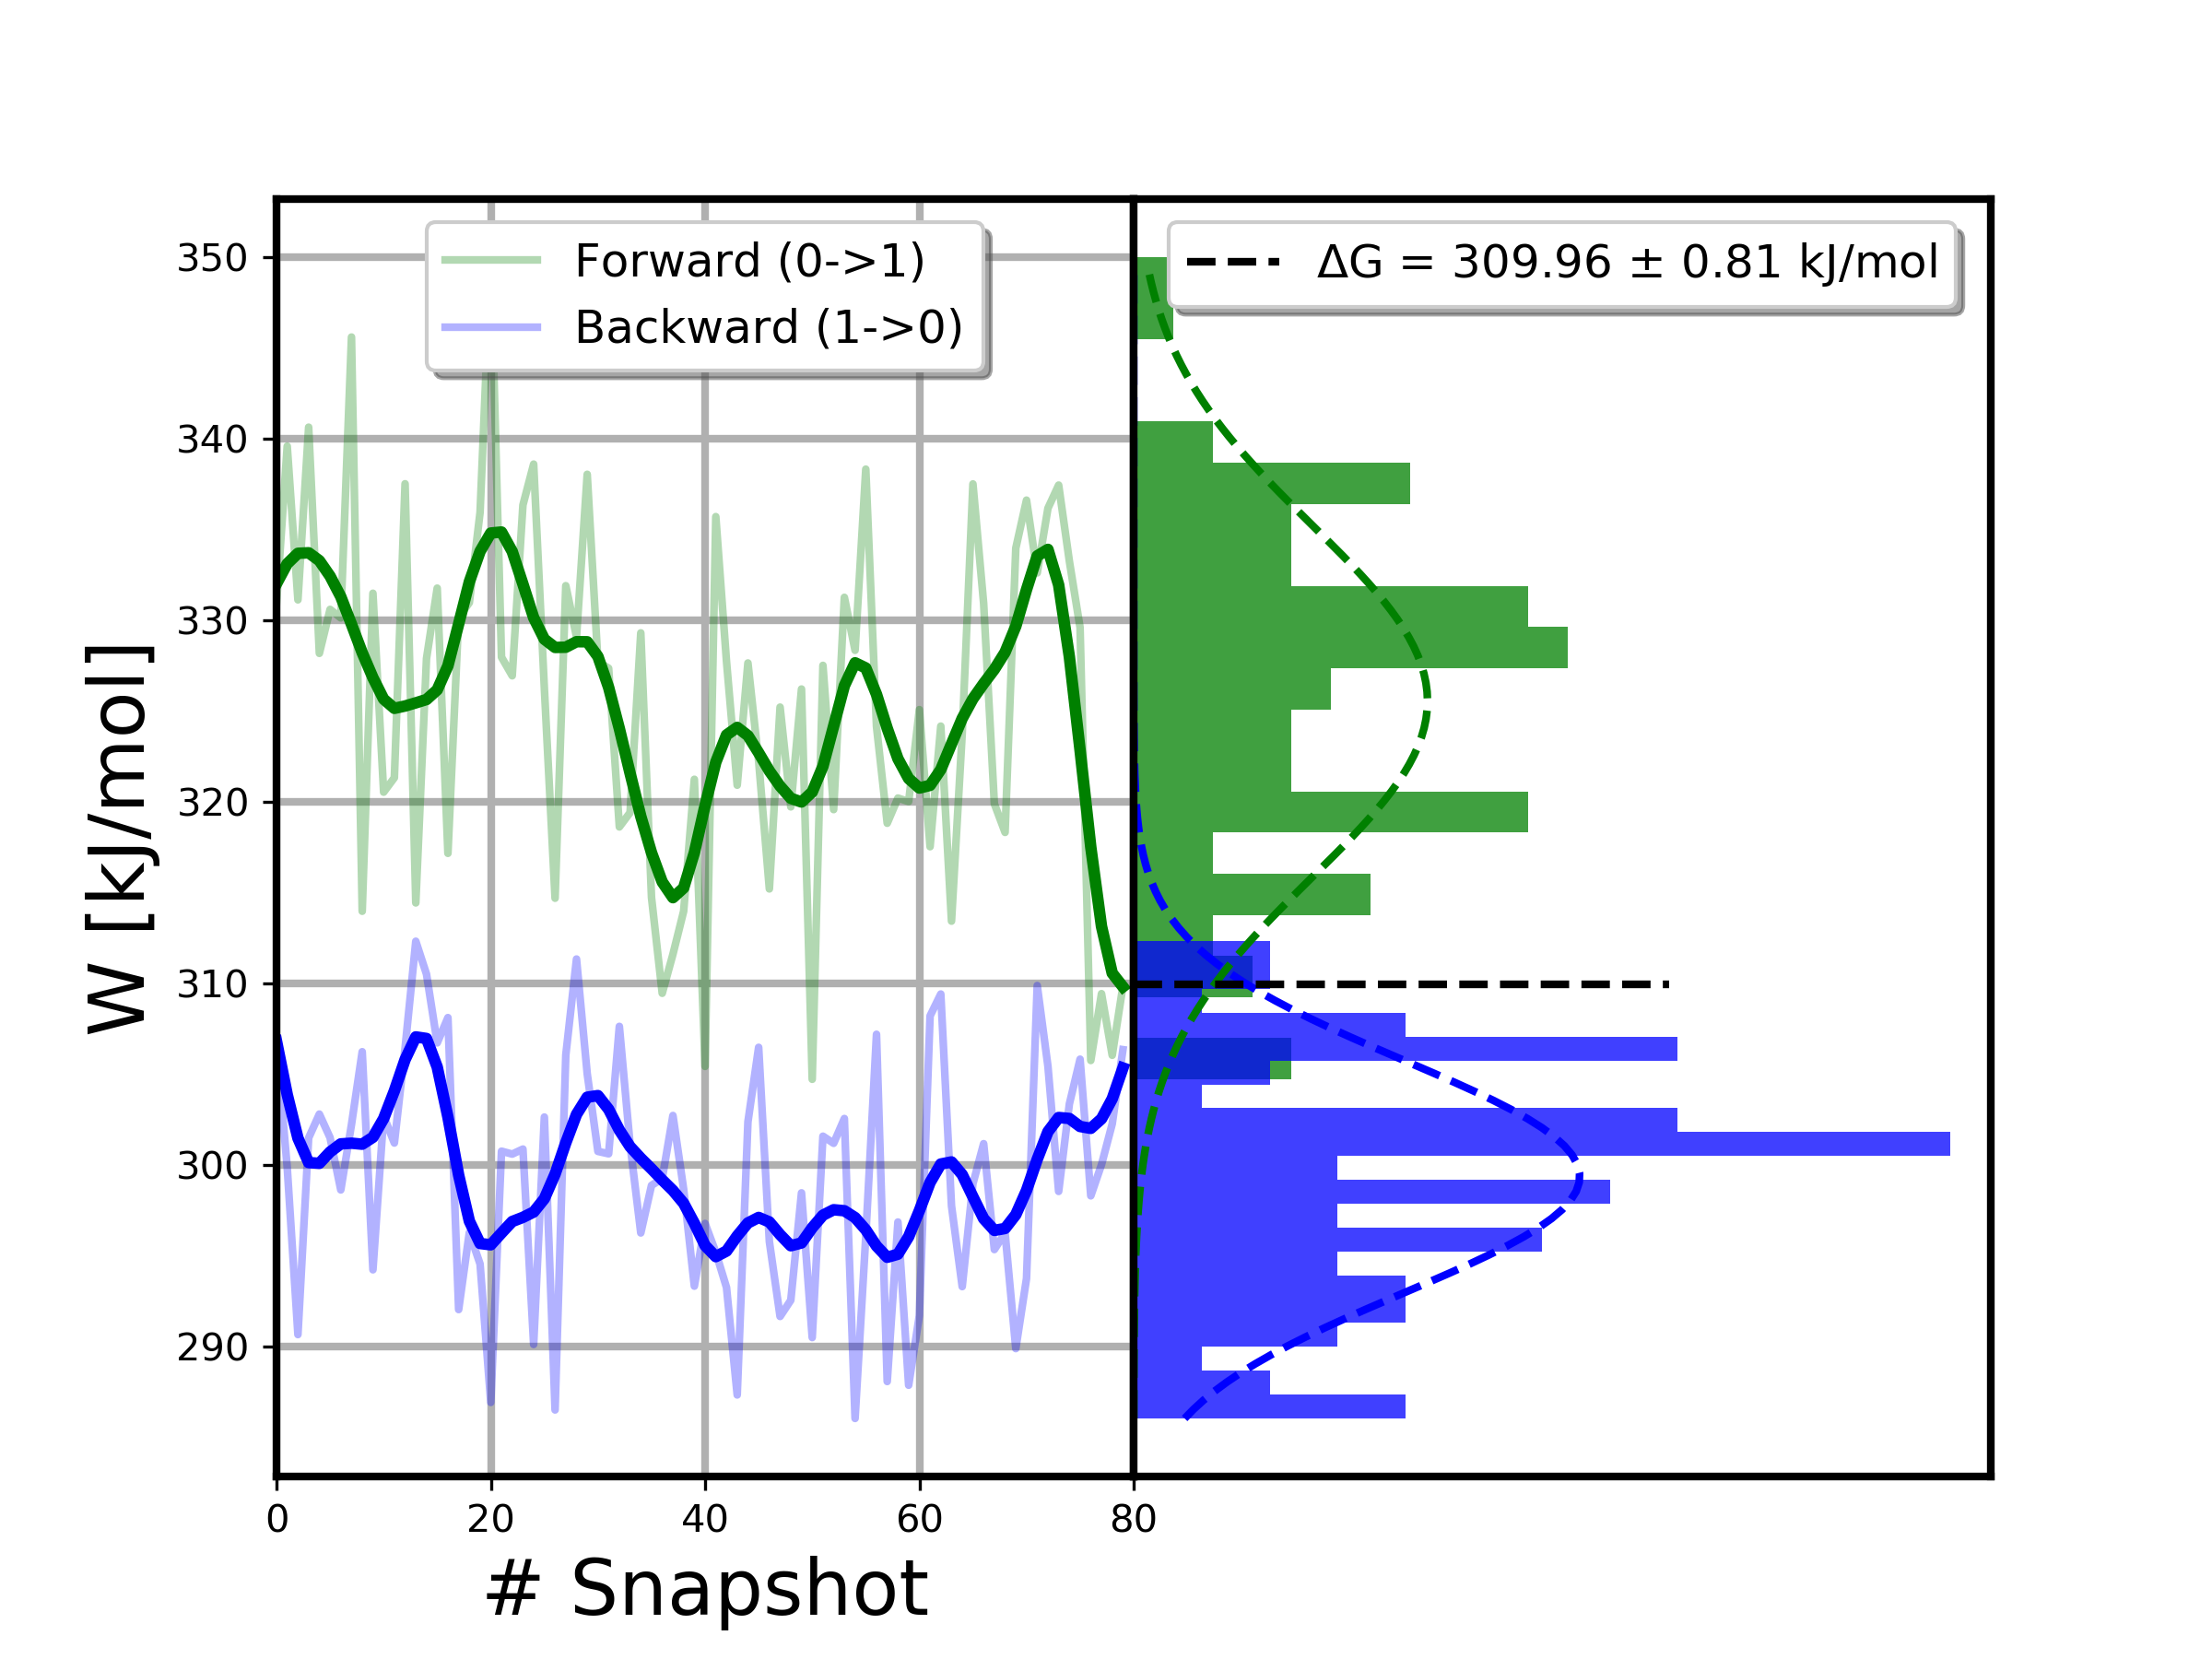 Forward (0->1)
Backward (1->0)
ΔG = 309.96 ± 0.81 kJ/mol
W [kJ/mol]
350
340
330
320
310
300
290
0 20 40 60 80
# Snapshot